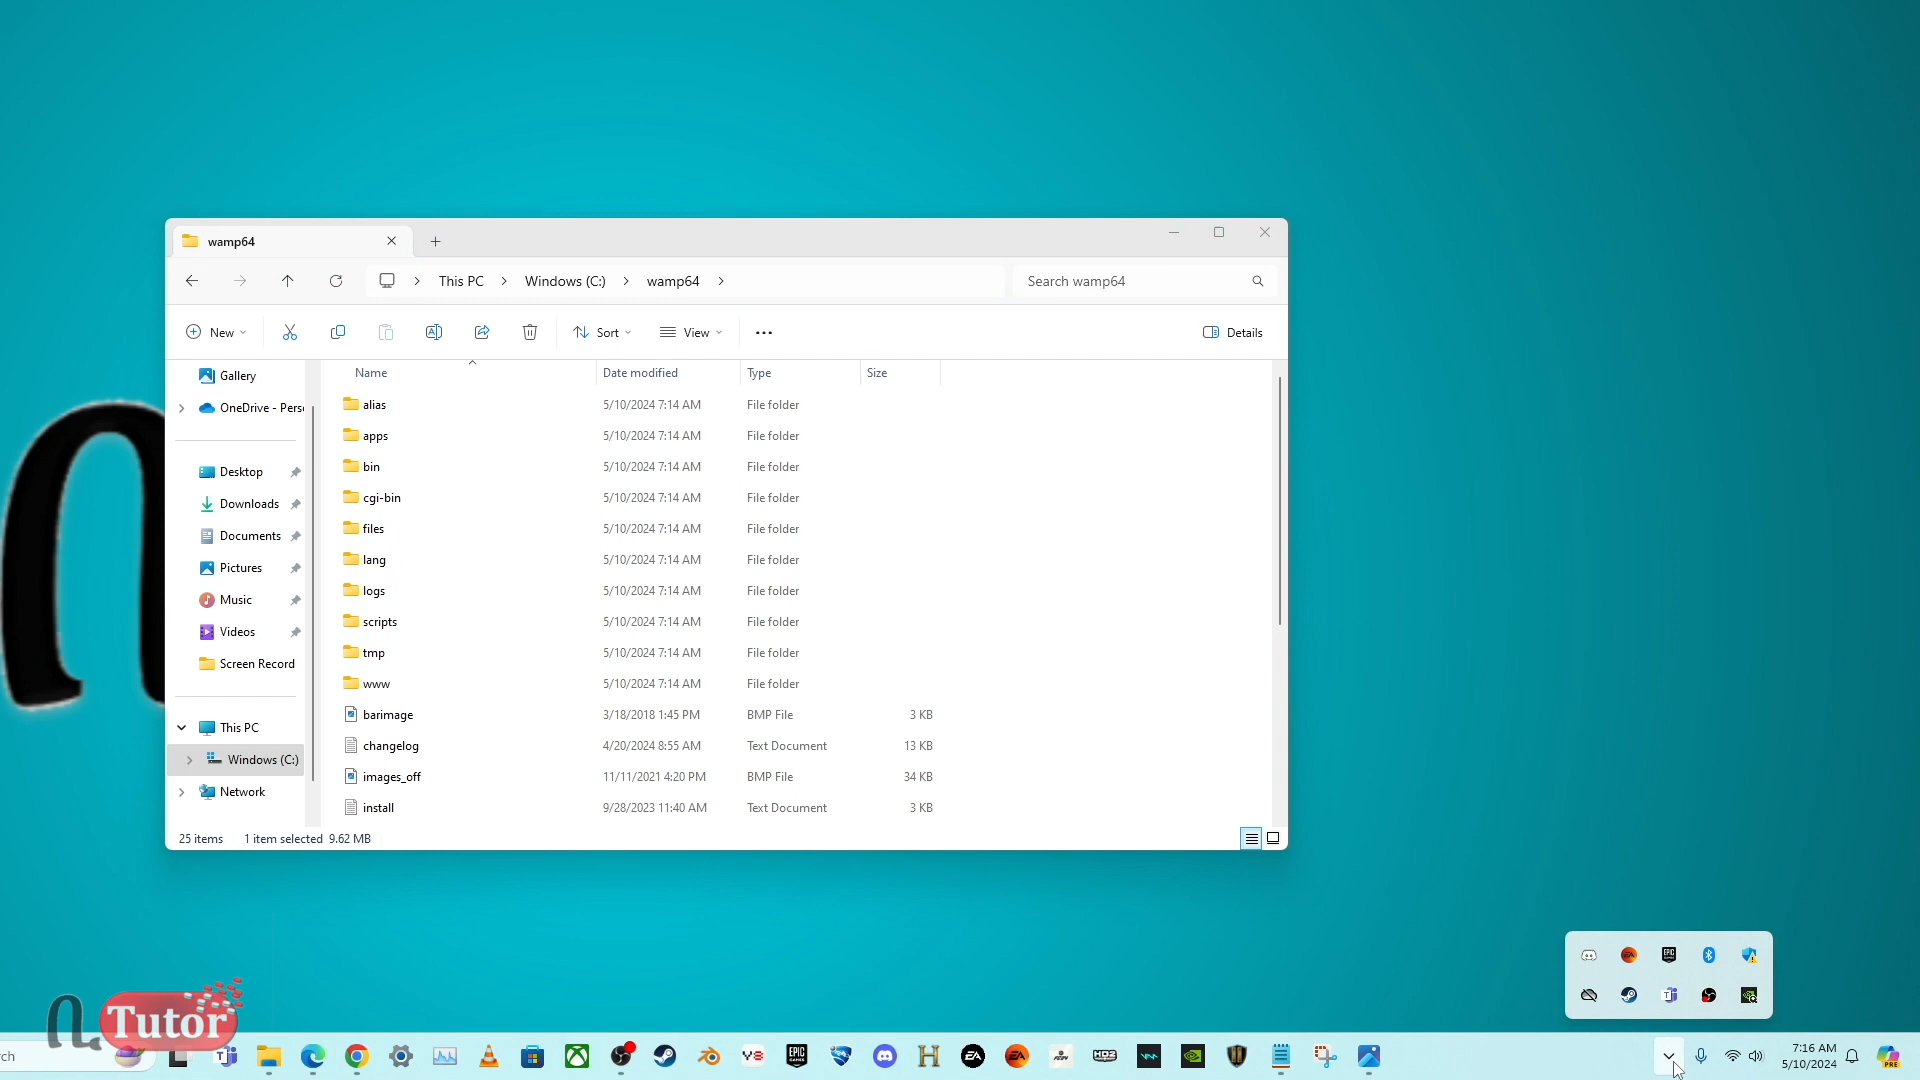 wamp64
This PC
Windows (C:)
wamp64
Search wamp64
New
Sort
View
Details
Gallery
OneDrive - Pers
Desktop
Downloads
Documents
Pictures
Music
Videos
Screen Record
This PC
Windows (C:)
Network
Name Date modified Type Size
alias 5/10/2024 7:14 AM File folder
apps 5/10/2024 7:14 AM File folder
bin 5/10/2024 7:14 AM File folder
cgi-bin 5/10/2024 7:14 AM File folder
files 5/10/2024 7:14 AM File folder
lang 5/10/2024 7:14 AM File folder
logs 5/10/2024 7:14 AM File folder
scripts 5/10/2024 7:14 AM File folder
tmp 5/10/2024 7:14 AM File folder
www 5/10/2024 7:14 AM File folder
barimage 3/18/2018 1:45 PM BMP File 3 KB
changelog 4/20/2024 8:55 AM Text Document 13 KB
images_off 11/11/2021 4:20 PM BMP File 34 KB
install 9/28/2023 11:40 AM Text Document 3 KB
25 items 1 item selected 9.62 MB
n Tutor
ch
7:16 AM
5/10/2024
PRE